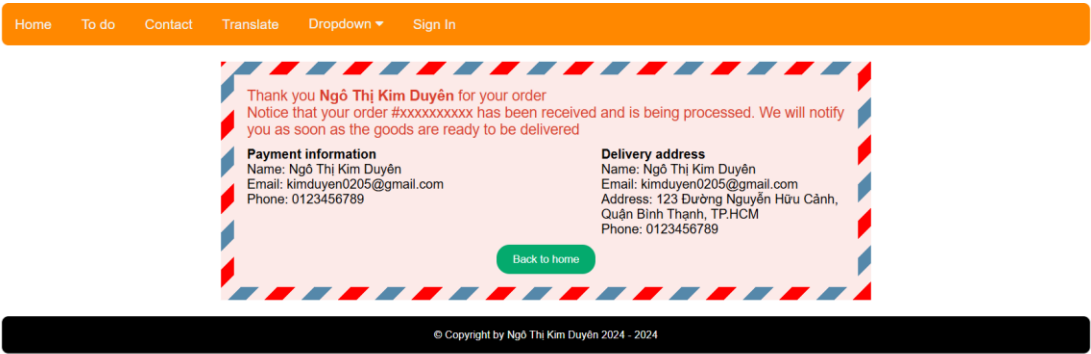 Home
To do
Contact
Translate
Dropdown
Sign In
Thank you Ngô Thị Kim Duyên for your order
Notice that your order #xxxxxxxxxx has been received and is being processed. We will notify
you as soon as the goods are ready to be delivered
Payment information
Name: Ngô Thị Kim Duyên
Email: kimduyen0205@gmail.com
Phone: 0123456789
Delivery address
Name: Ngô Thị Kim Duyên
Email: kimduyen0205@gmail.com
Address: 123 Đường Nguyễn Hữu Cảnh,
Quận Bình Thạnh, TP.HCM
Phone: 0123456789
Back to home
© Copyright by Ngô Thị Kim Duyên 2024 - 2024